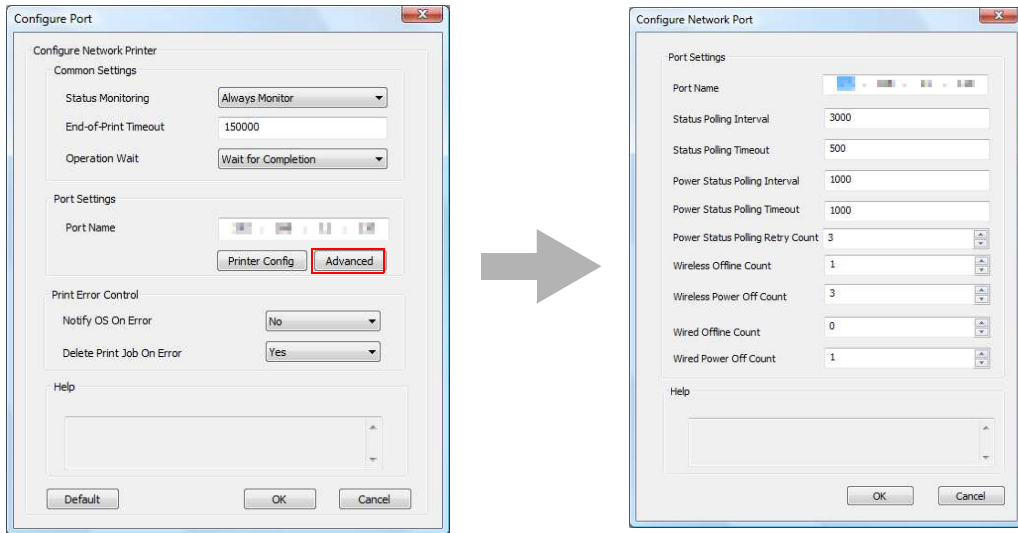 Configure Port
Configure Network Printer
Common Settings
Status Monitoring Always Monitor
End-of-Print Timeout 150000
Operation Wait Wait for Completion
Port Settings
Port Name
Printer Config Advanced
Print Error Control
Notify OS On Error No
Delete Print Job On Error Yes
Help
Default OK Cancel
Configure Network Port
Port Settings
Port Name
Status Polling Interval 3000
Status Polling Timeout 500
Power Status Polling Interval 1000
Power Status Polling Timeout 1000
Power Status Polling Retry Count 3
Wireless Offline Count 1
Wireless Power Off Count 3
Wired Offline Count 0
Wired Power Off Count 1
Help
OK Cancel